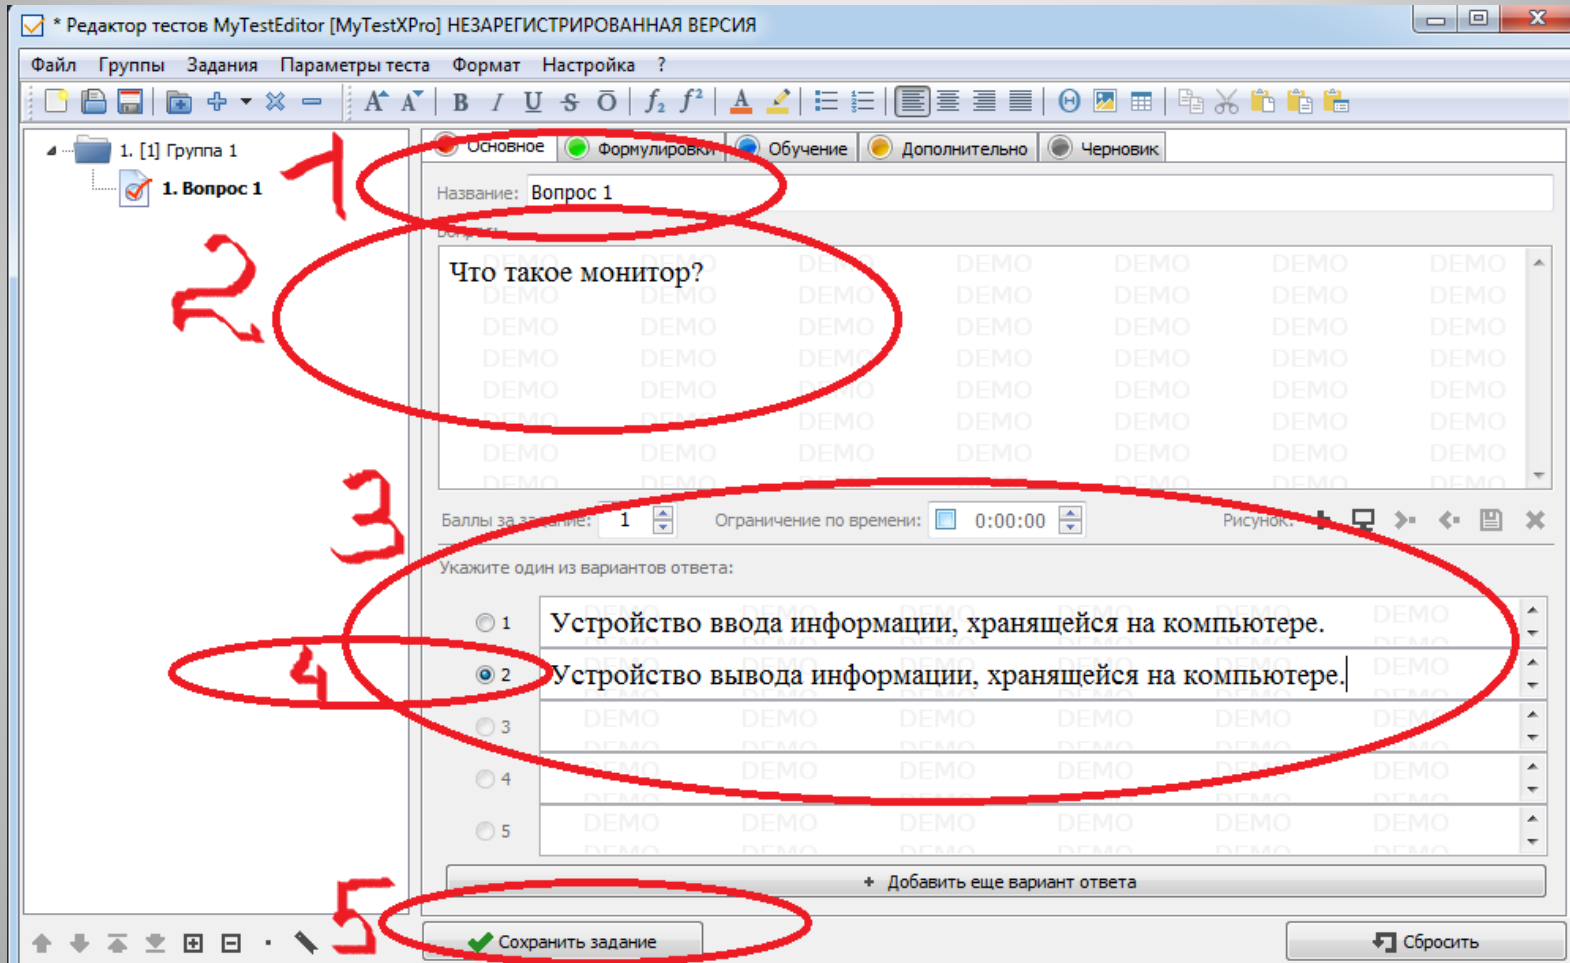 * Редактор тестов MyTestEditor [MyTestXPro] НЕЗАРЕГИСТРИРОВАННАЯ ВЕРСИЯ
Файл Группы Задания Параметры теста Формат Настройка ?
1. [1] Группа 1
1. Вопрос 1
1
2
3
4
5
Основное Формулировки Обучение Дополнительно Черновик
Название: Вопрос 1
Что такое монитор?
Баллы за задание: 1 Ограничение по времени: 0:00:00 Рисунок:
Укажите один из вариантов ответа:
1 Устройство ввода информации, хранящейся на компьютере.
2 Устройство вывода информации, хранящейся на компьютере.
3
4
5
DEMO
+ Добавить еще вариант ответа
Сохранить задание Сбросить